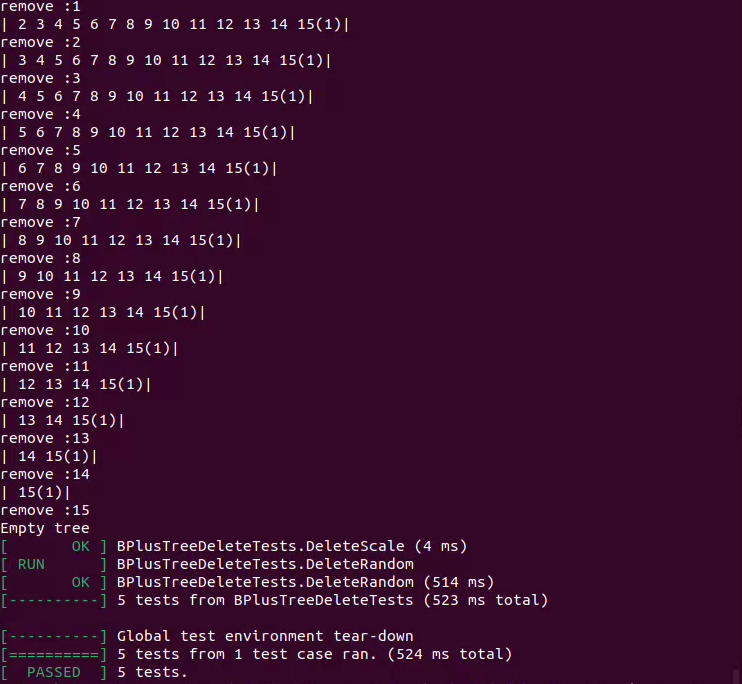 remove :1
| 2 3 4 5 6 7 8 9 10 11 12 13 14 15(1)|
remove :2
| 3 4 5 6 7 8 9 10 11 12 13 14 15(1)|
remove :3
| 4 5 6 7 8 9 10 11 12 13 14 15(1)|
remove :4
| 5 6 7 8 9 10 11 12 13 14 15(1)|
remove :5
| 6 7 8 9 10 11 12 13 14 15(1)|
remove :6
| 7 8 9 10 11 12 13 14 15(1)|
remove :7
| 8 9 10 11 12 13 14 15(1)|
remove :8
| 9 10 11 12 13 14 15(1)|
remove :9
| 10 11 12 13 14 15(1)|
remove :10
| 11 12 13 14 15(1)|
remove :11
| 12 13 14 15(1)|
remove :12
| 13 14 15(1)|
remove :13
| 14 15(1)|
remove :14
| 15(1)|
remove :15
Empty tree
[       OK ] BPlusTreeDeleteTests.DeleteScale (4 ms)
[ RUN      ] BPlusTreeDeleteTests.DeleteRandom
[       OK ] BPlusTreeDeleteTests.DeleteRandom (514 ms)
[----------] 5 tests from BPlusTreeDeleteTests (523 ms total)

[----------] Global test environment tear-down
[==========] 5 tests from 1 test case ran. (524 ms total)
[  PASSED  ] 5 tests.